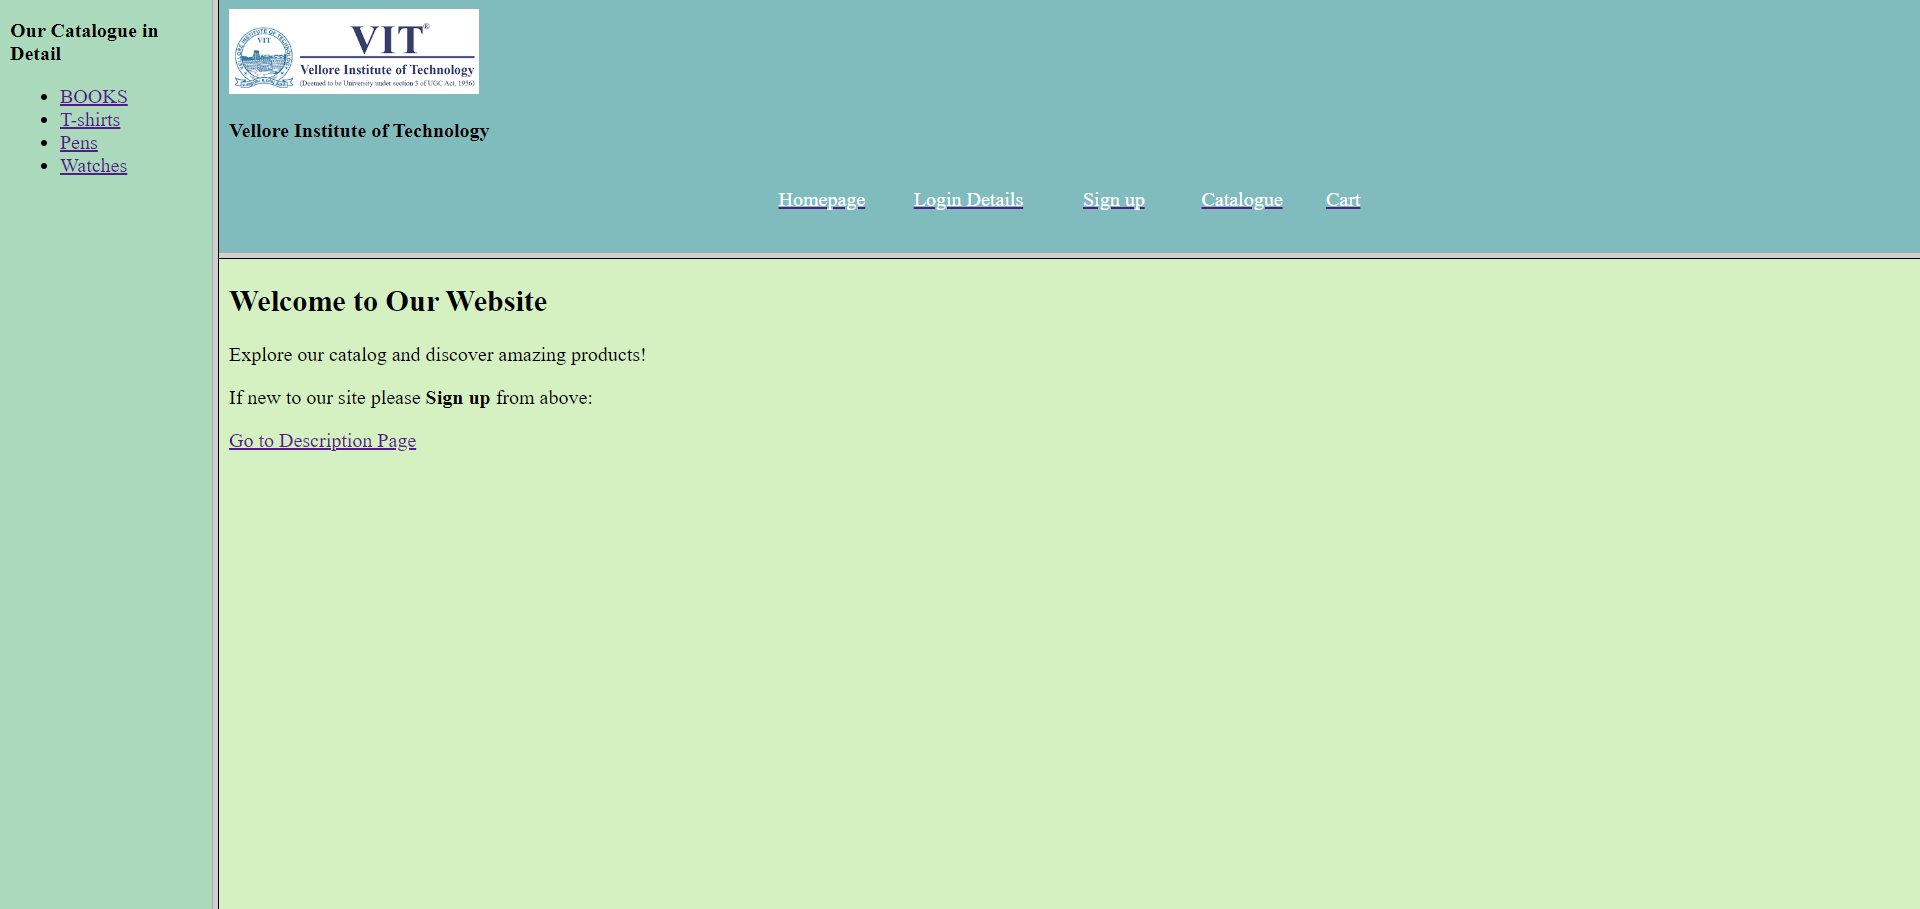 Our Catalogue in
Detail
BOOKS
T-shirts
Pens
Watches
VIT
VIT®
Vellore Institute of Technology
(Deemed to be University under section 3 of UGC Act, 1956)
Vellore Institute of Technology
Homepage Login Details Sign up Catalogue Cart
Welcome to Our Website
Explore our catalog and discover amazing products!
If new to our site please Sign up from above:
Go to Description Page